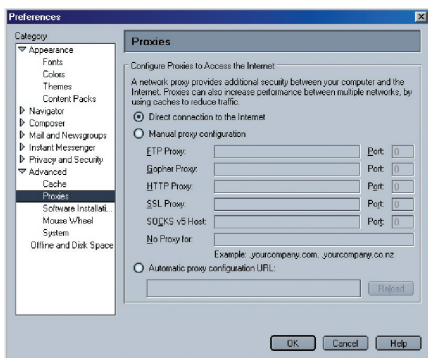 Preferences
Category
Appearance
Fonts
Colors
Themes
Content Packs
Navigator
Composer
Mail and Newsgroups
Instant Messenger
Privacy and Security
Advanced
Cache
Proxies
Software Installati...
Mouse Wheel
System
Offline and Disk Space
Proxies
Configure Proxies to Access the Internet
A network proxy provides additional security between your computer and the
Internet. Proxies can also increase performance between multiple networks, by
using caches to reduce traffic.
Direct connection to the Internet
Manual proxy configuration
FTP Proxy: Port: 0
Gopher Proxy: Port: 0
HTTP Proxy: Port: 0
SSL Proxy: Port: 0
SOCKS v5 Host: Port: 0
No Proxy for:
Example: .yourcompany.com, .yourcompany.co.nz
Automatic proxy configuration URL:
Reload
OK Cancel Help